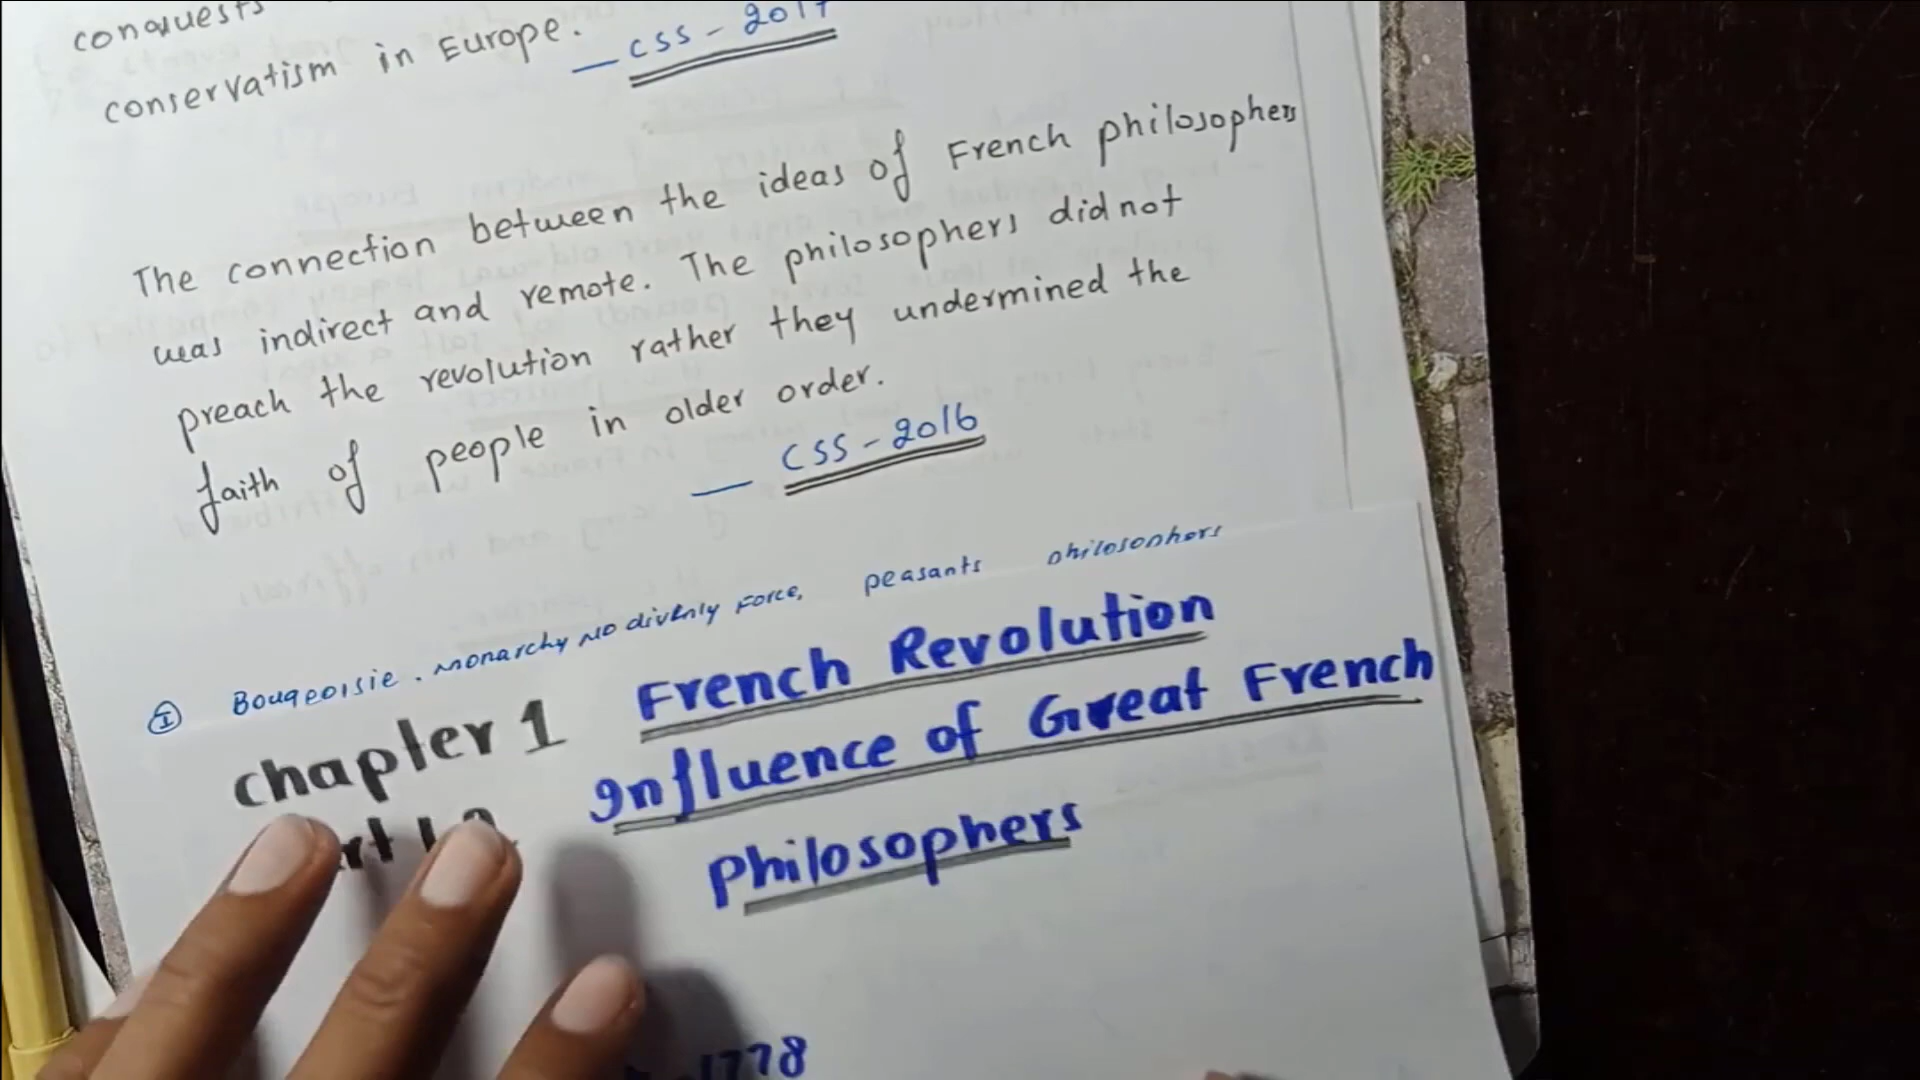 conquests
conservatism in Europe.
CSS - 2017
The connection between the ideas of French philosophers
was indirect and remote. The philosophers did not
preach the revolution rather they undermined the
faith of people in older order.
CSS - 2016
① Bougeoisie. Monarchy no divenly Force, peasants philosophers
Chapter 1 French Revolution
Influence of Great French
Philosophers
1778